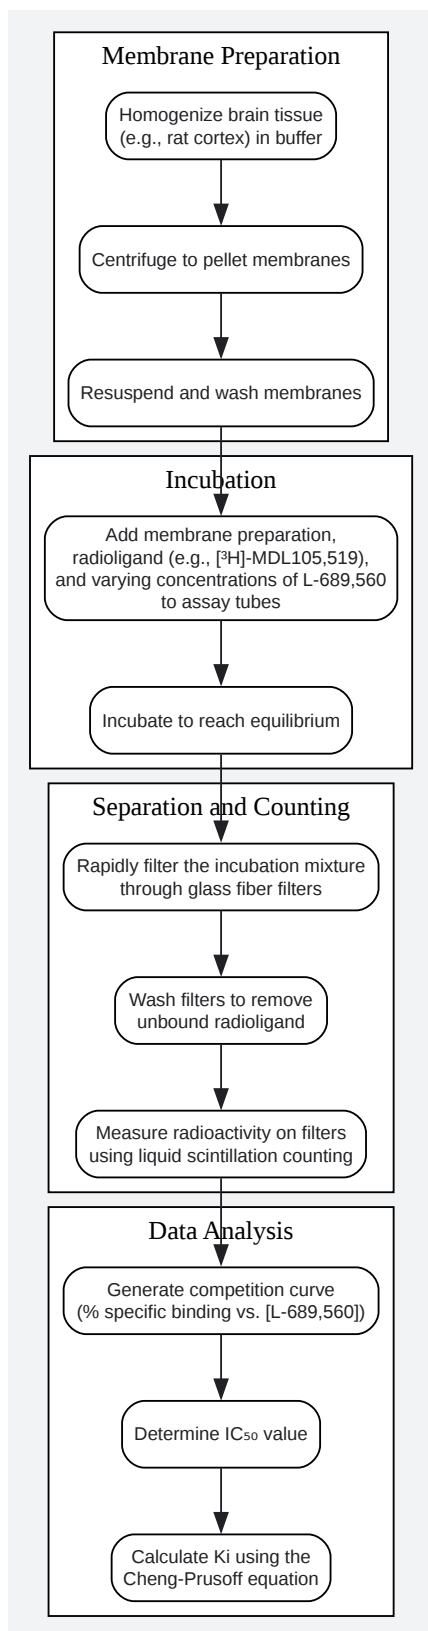 Membrane Preparation
Homogenize brain tissue
(e.g., rat cortex) in buffer
Centrifuge to pellet membranes
Resuspend and wash membranes
Incubation
Add membrane preparation,
radioligand (e.g., [³H]-MDL105,519),
and varying concentrations of L-689,560
to assay tubes
Incubate to reach equilibrium
Separation and Counting
Rapidly filter the incubation mixture
through glass fiber filters
Wash filters to remove
unbound radioligand
Measure radioactivity on filters
using liquid scintillation counting
Data Analysis
Generate competition curve
(% specific binding vs. [L-689,560])
Determine IC₅₀ value
Calculate Ki using the
Cheng-Prusoff equation